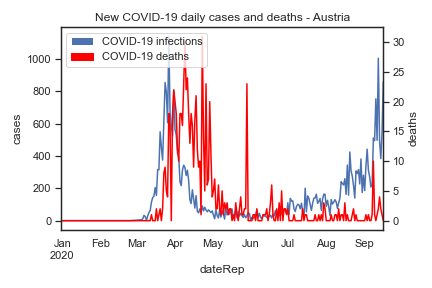 New COVID-19 daily cases and deaths - Austria
COVID-19 infections
COVID-19 deaths
1000
800
600
400
200
0
cases
30
25
20
15
10
5
0
deaths
Jan Feb Mar Apr May Jun Jul Aug Sep
2020
dateRep